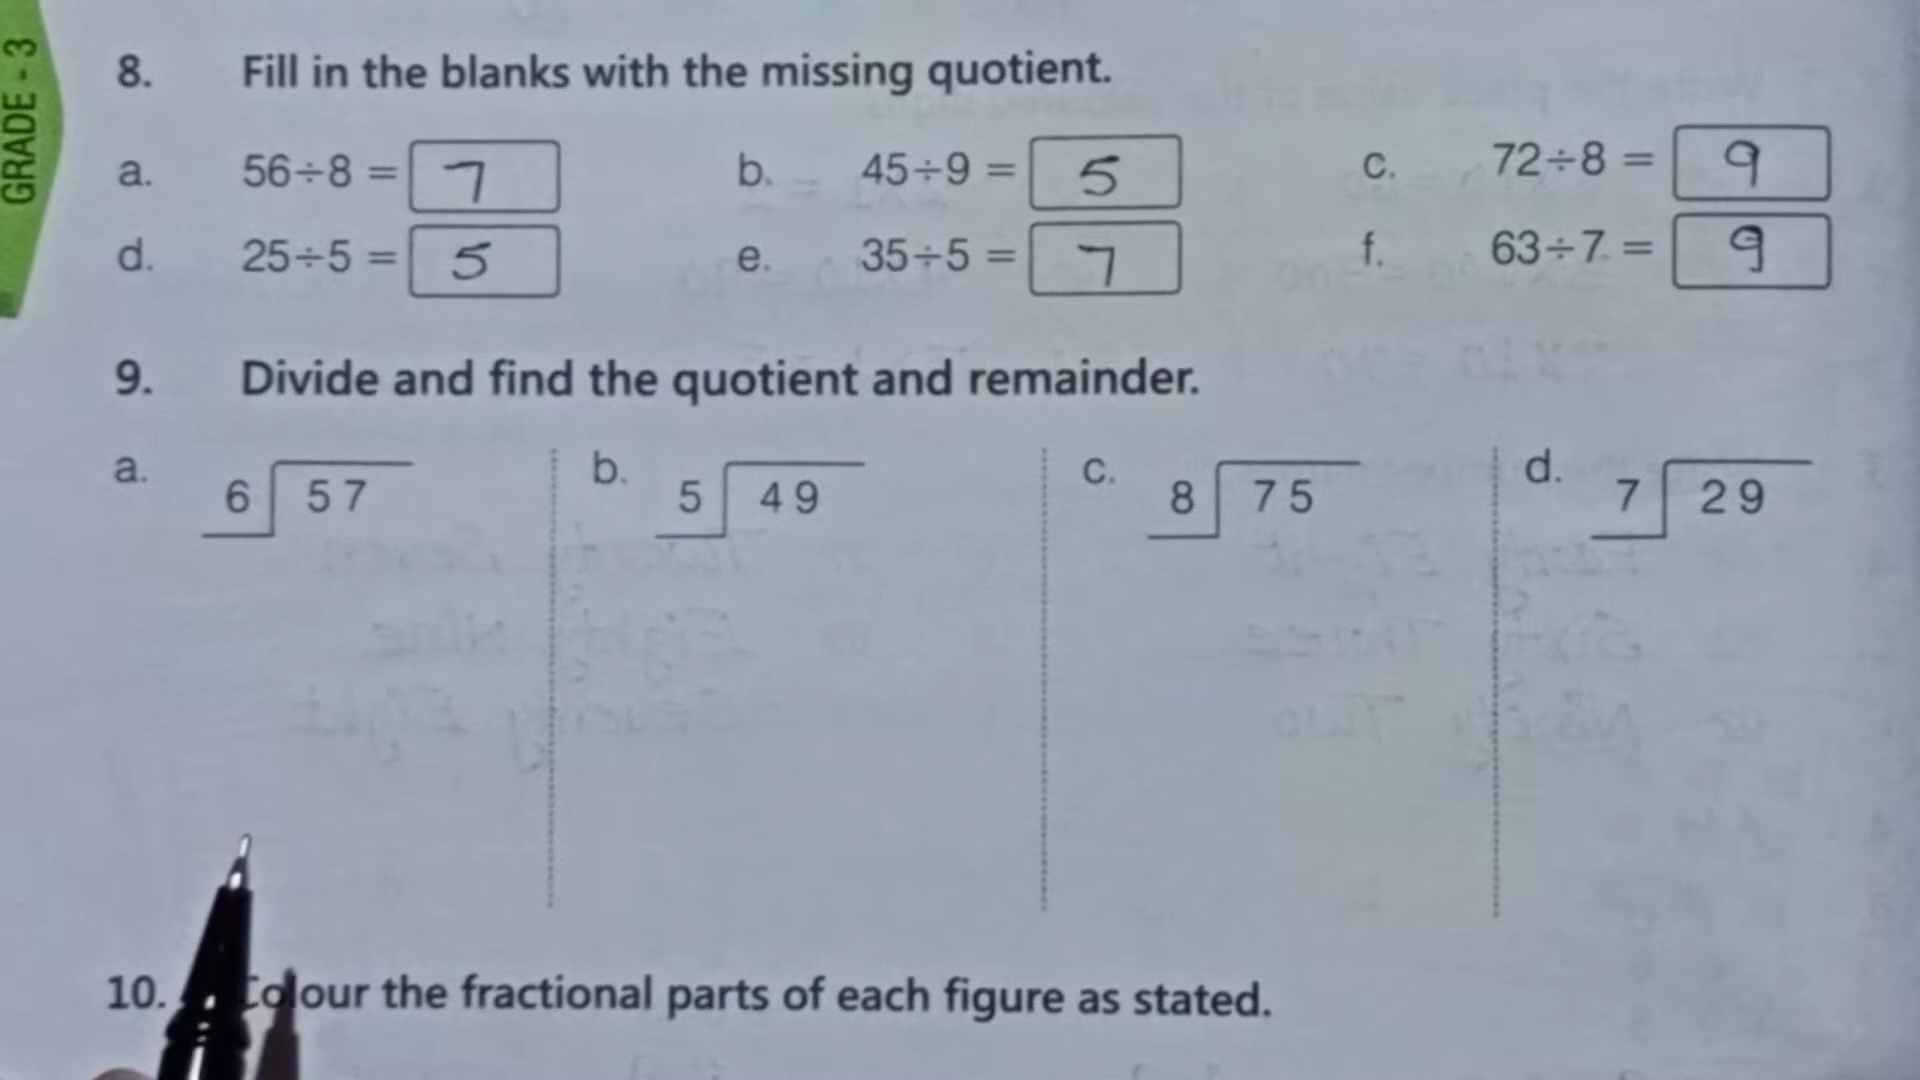 GRADE - 3
8. Fill in the blanks with the missing quotient.
a. 56÷8 = 7 b. 45÷9 = 5 c. 72÷8 = 9
d. 25÷5 = 5 e. 35÷5 = 7 f. 63÷7 = 9
9. Divide and find the quotient and remainder.
a. 6 57 b. 5 49 c. 8 75 d. 7 29
10. Colour the fractional parts of each figure as stated.